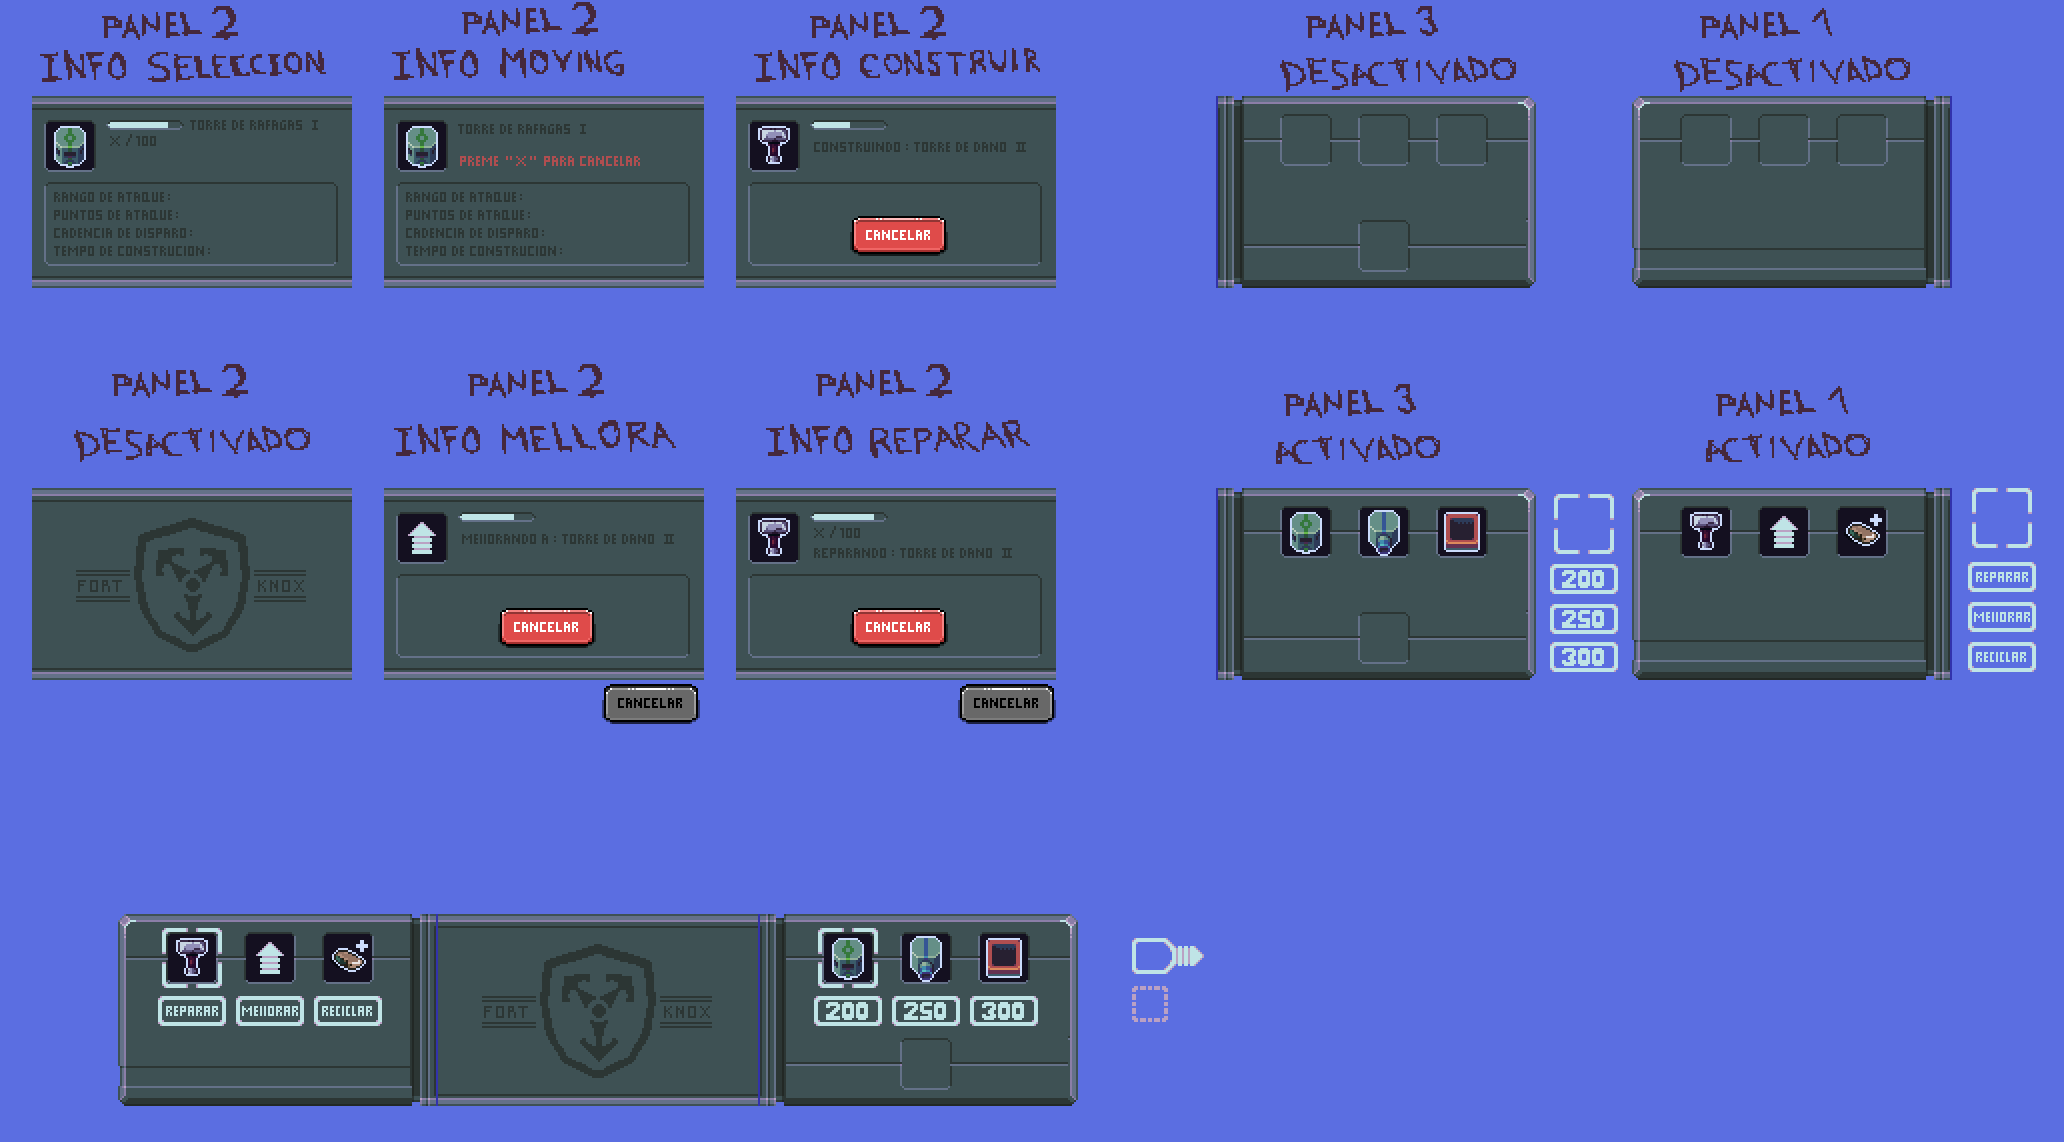 PANEL 2
INFO SELECCION
PANEL 2
INFO MOVING
PANEL 2
INFO CONSTRUIR
PANEL 3
DESACTIVADO
PANEL 1
DESACTIVADO
TORRE DE RAFAGAS I
X / 100
RANGO DE ATAQUE:
PUNTOS DE ATAQUE:
CADENCIA DE DISPARO:
TEMPO DE CONSTRUCION:
TORRE DE RAFAGAS I
PREME "X" PARA CANCELAR
RANGO DE ATAQUE:
PUNTOS DE ATAQUE:
CADENCIA DE DISPARO:
TEMPO DE CONSTRUCION:
CONSTRUINDO: TORRE DE DANO II
CANCELAR
PANEL 2
DESACTIVADO
PANEL 2
INFO MELLORA
PANEL 2
INFO REPARAR
PANEL 3
ACTIVADO
PANEL 1
ACTIVADO
FORT KNOX
MELLORANDO A: TORRE DE DANO II
CANCELAR
CANCELAR
X / 100
REPARANDO: TORRE DE DANO II
CANCELAR
CANCELAR
200
250
300
REPARAR
MELLORAR
RECICLAR
REPARAR MELLORAR RECICLAR
FORT KNOX
200 250 300